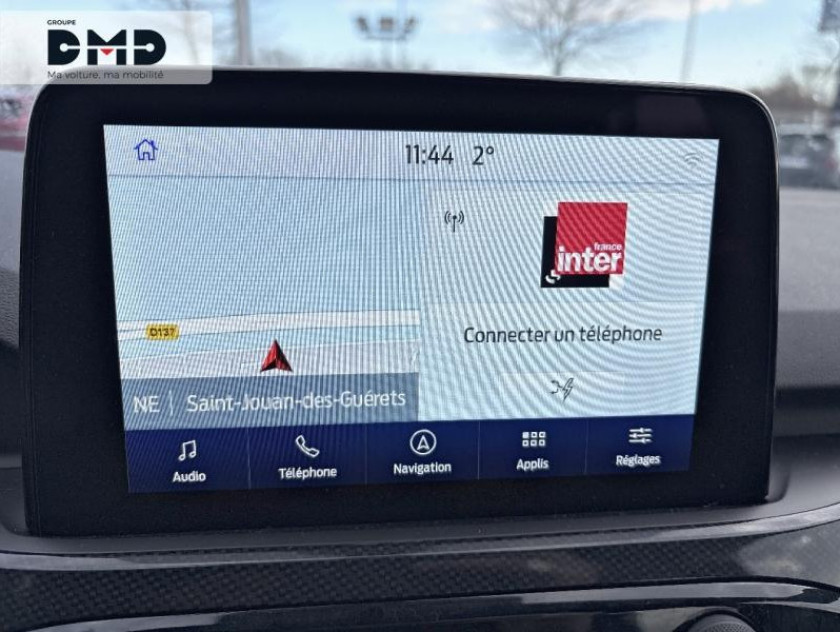 GROUPE
DMD
Ma voiture, ma mobilité
11:44 2°
france
inter
D137
Connecter un téléphone
NE | Saint-Jouan-des-Guérets
Audio
Téléphone
Navigation
Applis
Réglages